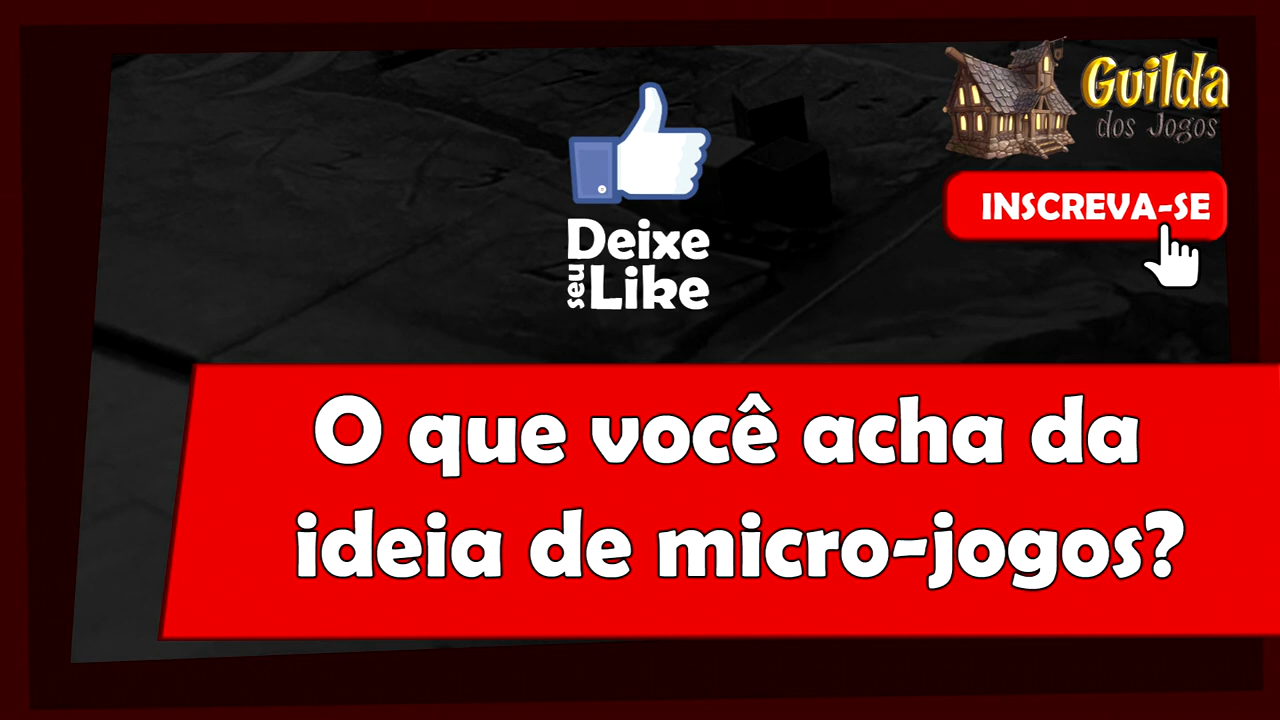 Guilda
dos Jogos
INSCREVA-SE
Deixe
seu Like
O que você acha da
ideia de micro-jogos?